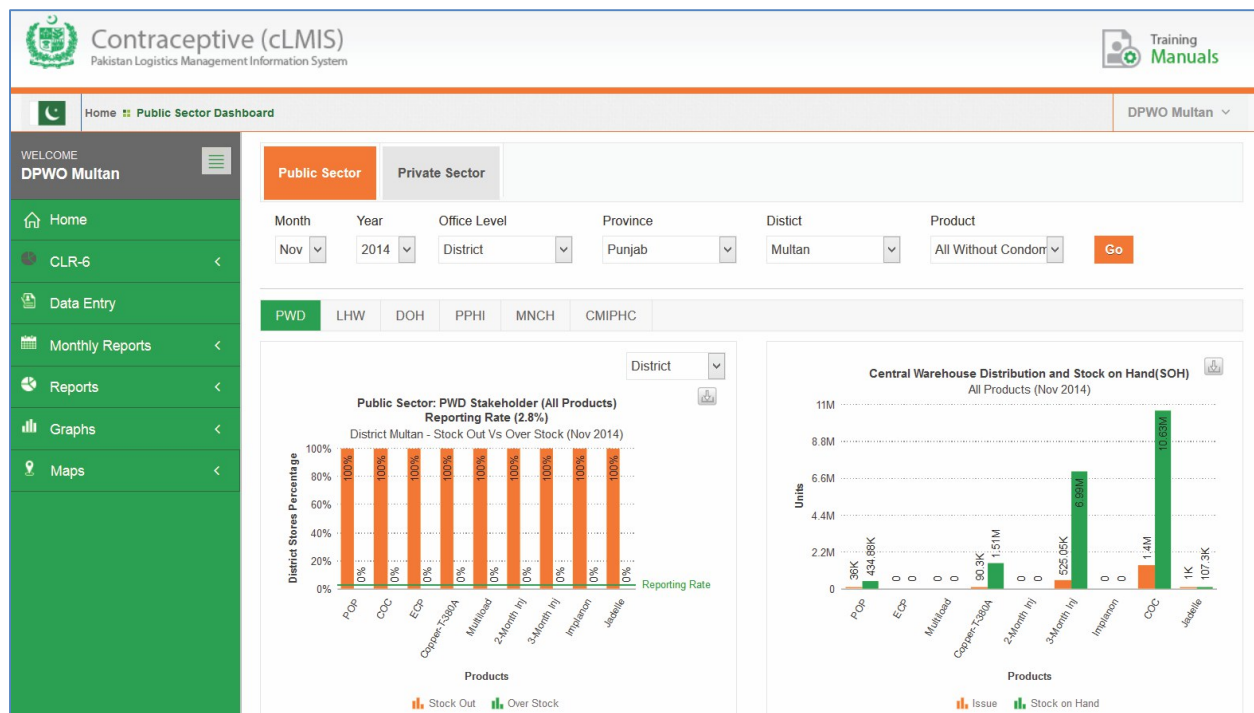 Contraceptive (cLMIS)
Pakistan Logistics Management Information System
Training
Manuals
Home Public Sector Dashboard
DPWO Multan
WELCOME
DPWO Multan
Home
CLR-6
Data Entry
Monthly Reports
Reports
Graphs
Maps
Public Sector Private Sector
Month Year Office Level Province Distict Product
Nov 2014 District Punjab Multan All Without Condom Go
PWD LHW DOH PPHI MNCH CMIPHC
District
Public Sector: PWD Stakeholder (All Products)
Reporting Rate (2.8%)
District Multan - Stock Out Vs Over Stock (Nov 2014)
District Stores Percentage
100%
80%
60%
40%
20%
0%
100% 0% 100% 0% 100% 0% 100% 0% 100% 0% 100% 0% 100% 0% 100% 0% 100% 0%
Reporting Rate
POP COC ECP Copper-T-380A Multiload 2-Month Inj 3-Month Inj Implanon Jadelle
Products
Stock Out Over Stock
Central Warehouse Distribution and Stock on Hand(SOH)
All Products (Nov 2014)
Units
11M
8.8M
6.6M
4.4M
2.2M
0
36K 434.88K 0 0 0 0 90.3K 1.51M 0 0 525.05K 6.99M 0 0 1.4M 10.63M 1K 107.3K
POP ECP Multiload Copper-T-380A 2-Month Inj 3-Month Inj Implanon COC Jadelle
Products
Issue Stock on Hand